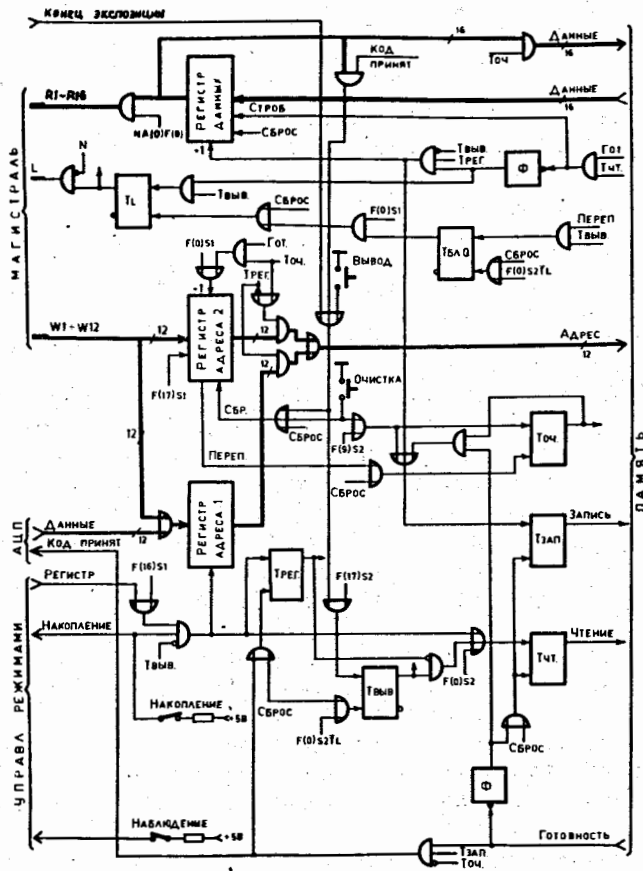 Конец экспозиции
16
Данные
16
Точ.
Код
принят
R1÷R16
Регистр
данных
Данные
16
Строб
Сброс
NA(0)F(0)
+1
Твыв.
Трег.
Ф
Гот.
Тчт.
N
L
TL
Твыв.
Сброс
F(0)S1
Перепл
Твыв.
Тбл Q
Сброс
F(0)S2TL
F(0)S1
Гот.
Точ.
Трег.
Вывод
+1
W1÷W12
12
Регистр
адреса 2
12
12
Адрес
12
F(17)S1
Очистка
Сбр.
Сброс
F(9)S2
Точ.
12
Перепл.
Сброс
Данные
12
Регистр
адреса 1
Код принят
Тзап.
Запись
F(16)S1
Регистр
Трег.
F(17)S2
Накопление
Твыв.
Тчт.
Чтение
Твыв
F(0)S2
Сброс
F(0)S2TL
Сброс
Накопление
+5В
Ф
Наблюдение
+5В
Готовность
Тзап.
Точ.
Магистраль
АЦП
Управл режимами
Память